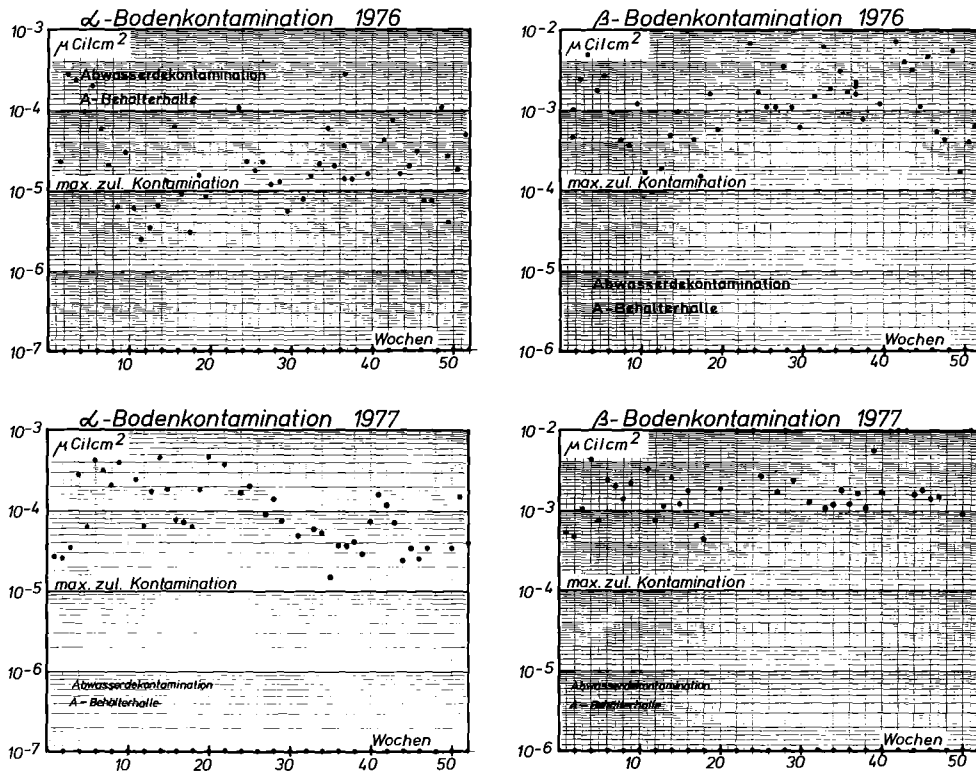 α-Bodenkontamination 1976
μCi/cm²
10⁻³
10⁻⁴
10⁻⁵
10⁻⁶
10⁻⁷
Abwasserdekontamination
A-Behälterhalle
max. zul. Kontamination
Wochen
10 20 30 40 50
β-Bodenkontamination 1976
μCi/cm²
10⁻²
10⁻³
10⁻⁴
10⁻⁵
10⁻⁶
max. zul. Kontamination
Abwasserdekontamination
A-Behälterhalle
Wochen
10 20 30 40 50
α-Bodenkontamination 1977
μCi/cm²
10⁻³
10⁻⁴
10⁻⁵
10⁻⁶
10⁻⁷
max. zul. Kontamination
Abwasserdekontamination
A-Behälterhalle
Wochen
10 20 30 40 50
β-Bodenkontamination 1977
μCi/cm²
10⁻²
10⁻³
10⁻⁴
10⁻⁵
10⁻⁶
max. zul. Kontamination
Abwasserdekontamination
A-Behälterhalle
Wochen
10 20 30 40 50